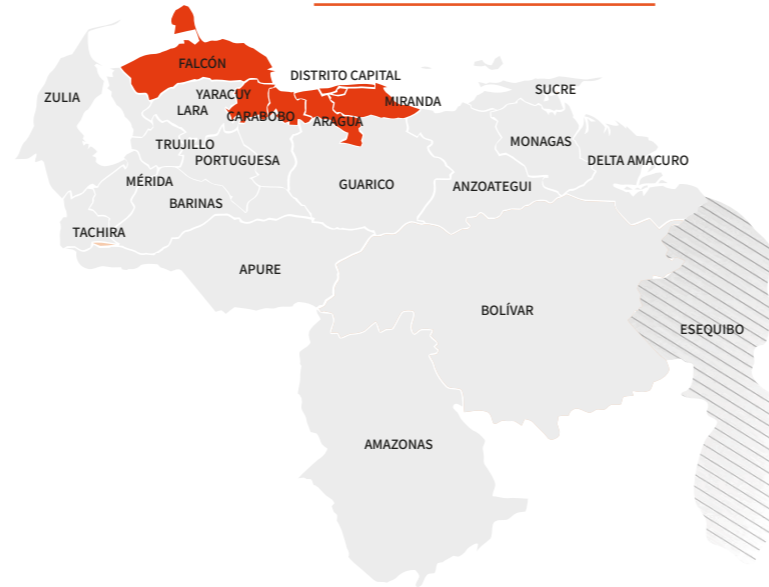 FALCÓN
DISTRITO CAPITAL
ZULIA
YARACUY
SUCRE
MIRANDA
LARA
CARABOBO
ARAGUA
TRUJILLO
MONAGAS
PORTUGUESA
DELTA AMACURO
MÉRIDA
GUARICO
ANZOATEGUI
BARINAS
TACHIRA
APURE
BOLÍVAR
ESEQUIBO
AMAZONAS